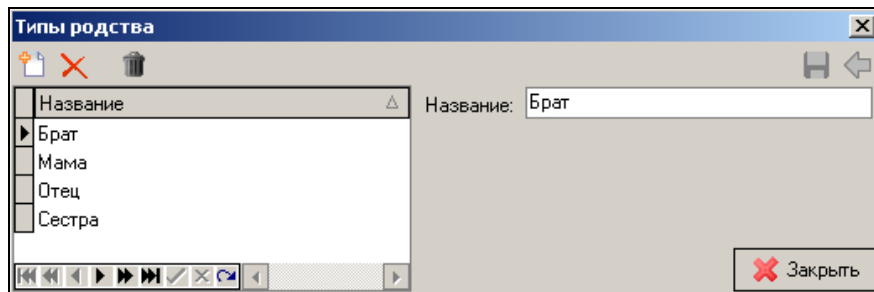 Типы родства
Название
Брат
Мама
Отец
Сестра
Название: Брат
Закрыть